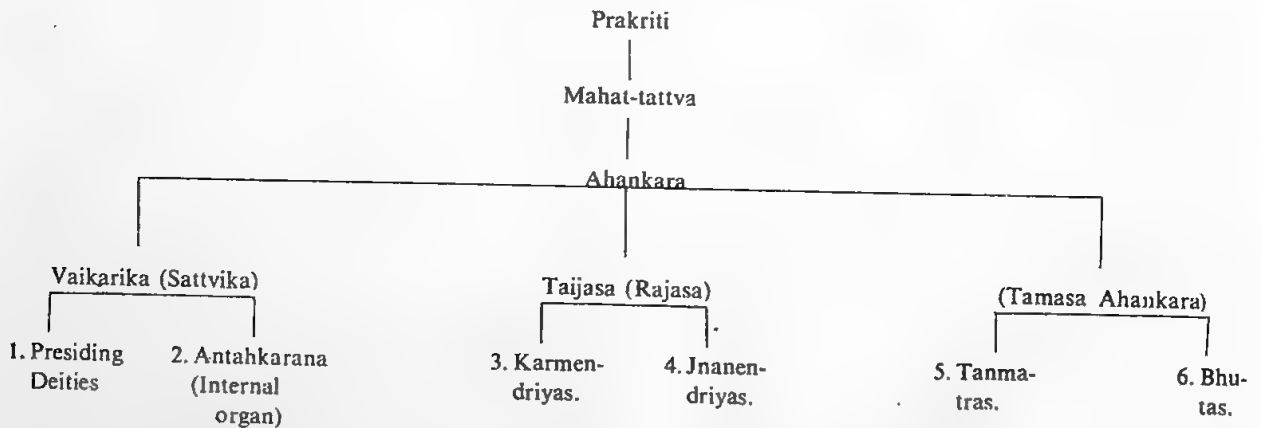 Prakriti
Mahat-tattva
Ahankara
Vaikarika (Sattvika)
Taijasa (Rajasa)
(Tamasa Ahankara)
1. Presiding
Deities
2. Antahkarana
(Internal
organ)
3. Karmen-
driyas.
4. Jnanen-
driyas.
5. Tanma-
tras.
6. Bhu-
tas.